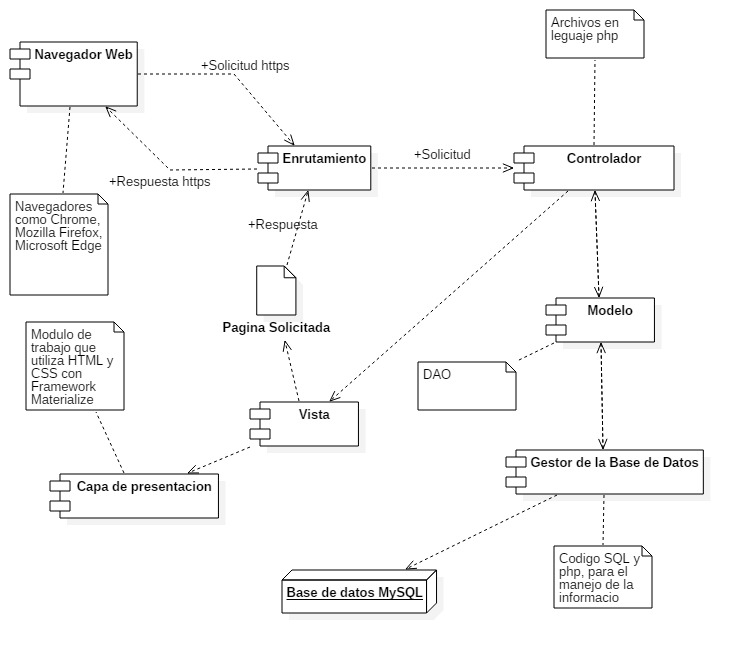 Archivos en
leguaje php
Navegador Web
+Solicitud https
Enrutamiento
+Solicitud
Controlador
+Respuesta https
Navegadores
como Chrome,
Mozilla Firefox,
Microsoft Edge
+Respuesta
Pagina Solicitada
Modelo
Modulo de
trabajo que
utiliza HTML y
CSS con
Framework
Materialize
DAO
Vista
Gestor de la Base de Datos
Capa de presentacion
Codigo SQL y
php, para el
manejo de la
informacio
Base de datos MySQL